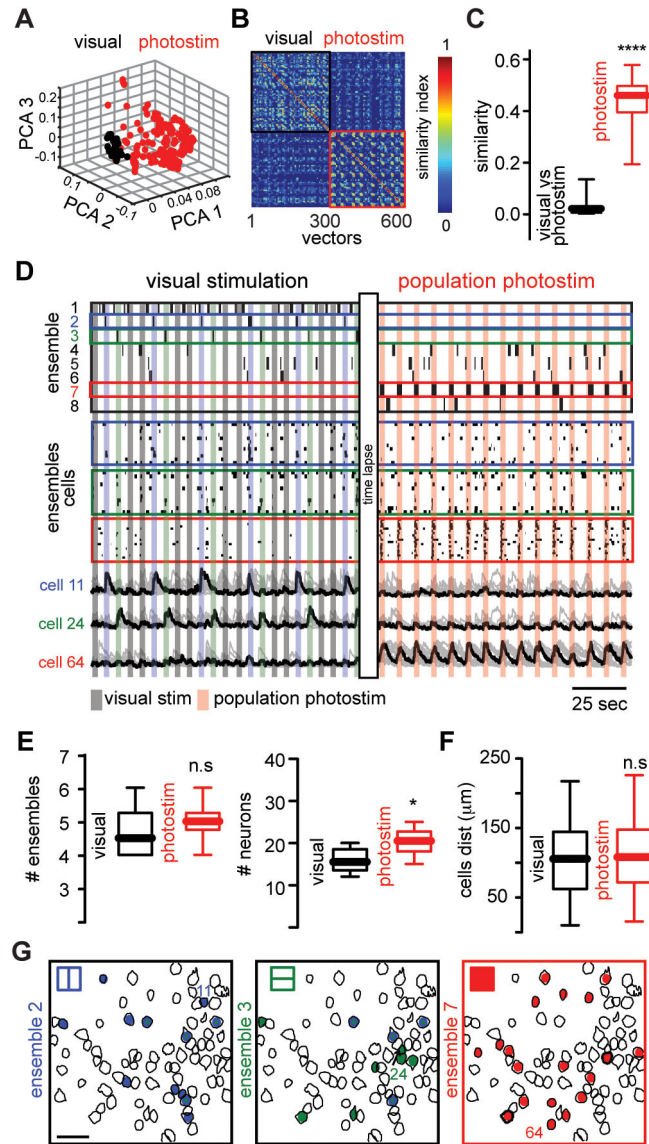 A
visual photostim
PCA 3
0.2
0.1
0
-0.1
0.1
0
-0.1
PCA 2
0
0.04
0.08
PCA 1
B
visual photostim
1 300 600
vectors
1
similarity index
0
C
similarity
0.6
0.4
0.2
0.0
****
photostim
visual vs
photostim
D
visual stimulation
population photostim
ensemble
1
2
3
4
5
6
7
8
ensembles
cells
time lapse
cell 11
cell 24
cell 64
visual stim
population photostim
25 sec
E
# ensembles
7
6
5
4
3
2
n.s
visual
photostim
# neurons
40
30
20
10
*
visual
photostim
F
cells dist (μm)
250
150
50
n.s
visual
photostim
G
ensemble 2
11
ensemble 3
24
ensemble 7
64